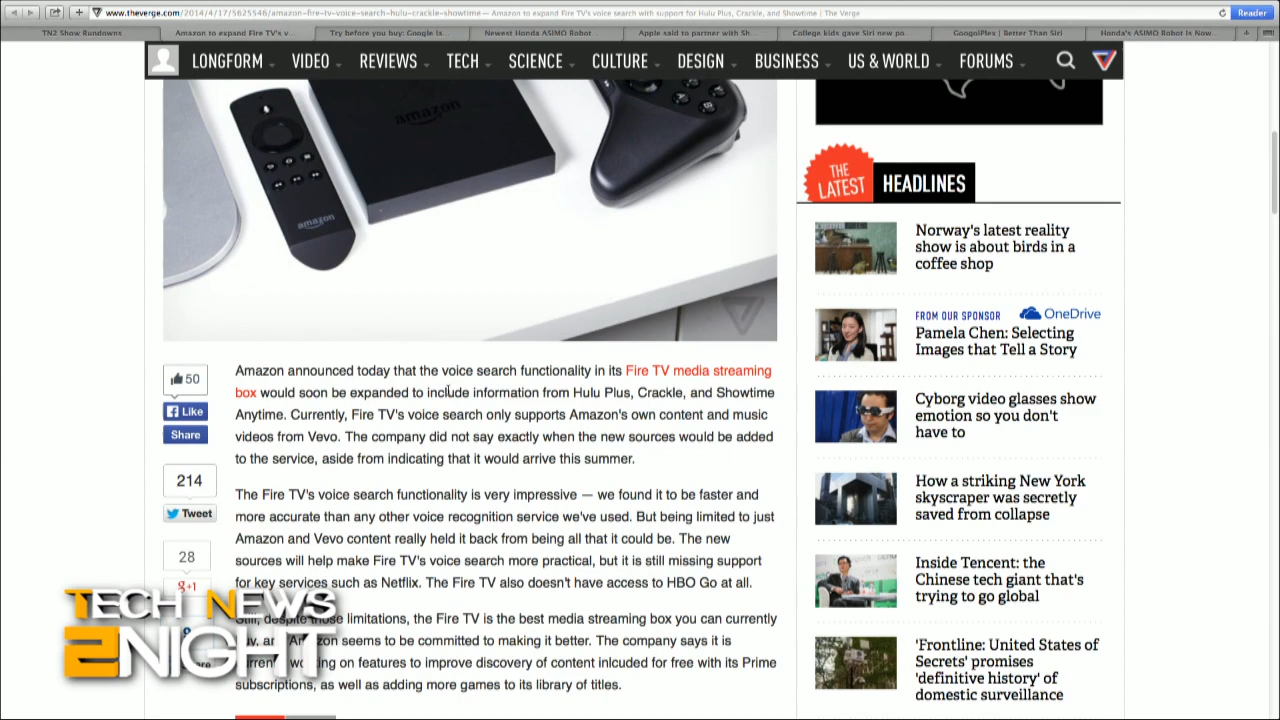 www.theverge.com/2014/4/17/5625546/amazon-fire-tv-voice-search-hulu-crackle-showtime — Amazon to expand Fire TV's voice search with support for Hulu Plus, Crackle, and Showtime | The Verge
Reader
TN2 Show Rundowns
Amazon to expand Fire TV's v...
Try before you buy: Google is...
Newest Honda ASIMO Robot...
Apple said to partner with Sh...
College kids gave Siri new po...
GoogolPlex | Better Than Siri
Honda's ASIMO Robot Is Now...
LONGFORM
VIDEO
REVIEWS
TECH
SCIENCE
CULTURE
DESIGN
BUSINESS
US & WORLD
FORUMS
amazon
THE LATEST
HEADLINES
Norway's latest reality
show is about birds in a
coffee shop
FROM OUR SPONSOR OneDrive
Pamela Chen: Selecting
Images that Tell a Story
Cyborg video glasses show
emotion so you don't
have to
How a striking New York
skyscraper was secretly
saved from collapse
Inside Tencent: the
Chinese tech giant that's
trying to go global
'Frontline: United States of
Secrets' promises
'definitive history' of
domestic surveillance
50
Like
Share
214
Tweet
28
g+1
Amazon announced today that the voice search functionality in its Fire TV media streaming
box would soon be expanded to include information from Hulu Plus, Crackle, and Showtime
Anytime. Currently, Fire TV's voice search only supports Amazon's own content and music
videos from Vevo. The company did not say exactly when the new sources would be added
to the service, aside from indicating that it would arrive this summer.
The Fire TV's voice search functionality is very impressive — we found it to be faster and
more accurate than any other voice recognition service we've used. But being limited to just
Amazon and Vevo content really held it back from being all that it could be. The new
sources will help make Fire TV's voice search more practical, but it is still missing support
for key services such as Netflix. The Fire TV also doesn't have access to HBO Go at all.
Still, despite those limitations, the Fire TV is the best media streaming box you can currently
buy, and Amazon seems to be committed to making it better. The company says it is
currently working on features to improve discovery of content inlcuded for free with its Prime
subscriptions, as well as adding more games to its library of titles.
TECH NEWS
2NIGHT